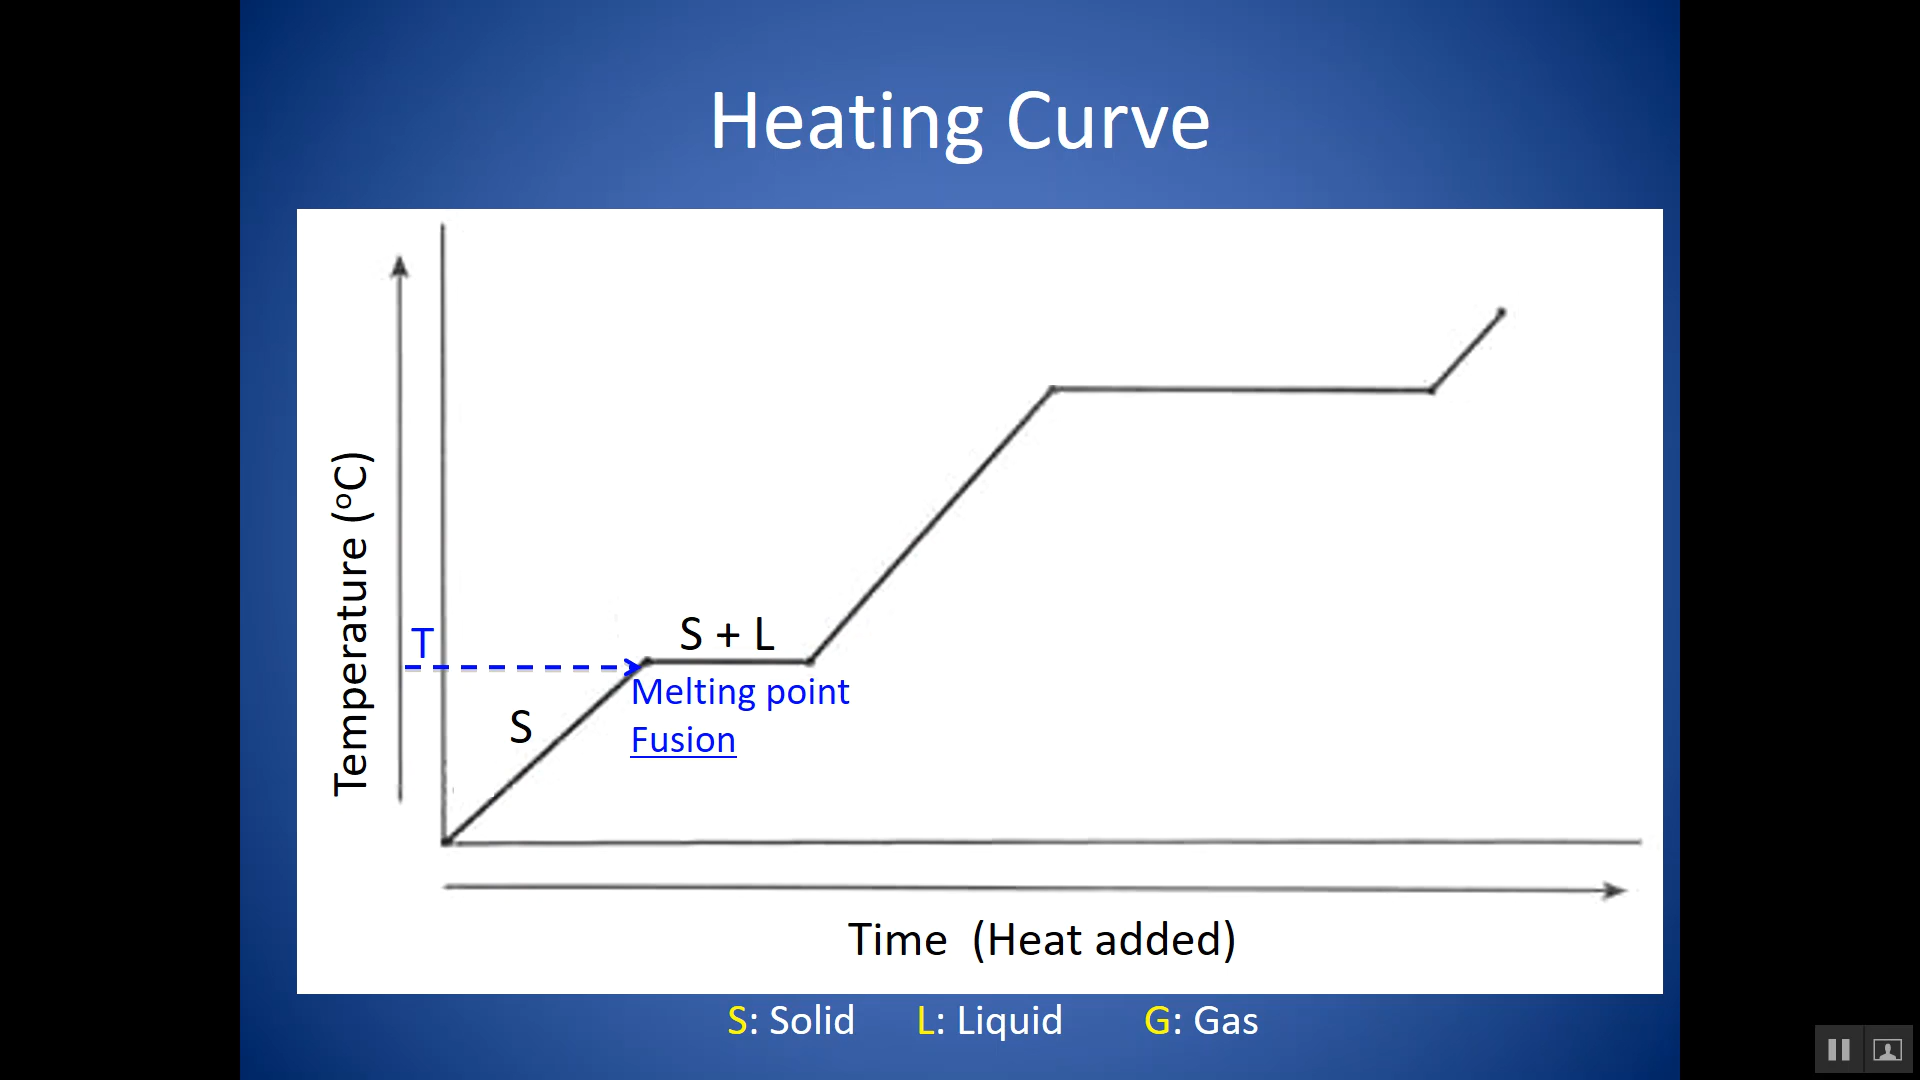 Heating Curve
Temperature (°C)
T
S + L
Melting point
Fusion
S
Time (Heat added)
S: Solid L: Liquid G: Gas